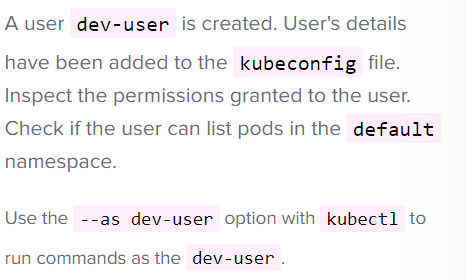 A user dev-user is created. User's details
have been added to the kubeconfig file.
Inspect the permissions granted to the user.
Check if the user can list pods in the default
namespace.
Use the --as dev-user option with kubectl to
run commands as the dev-user.